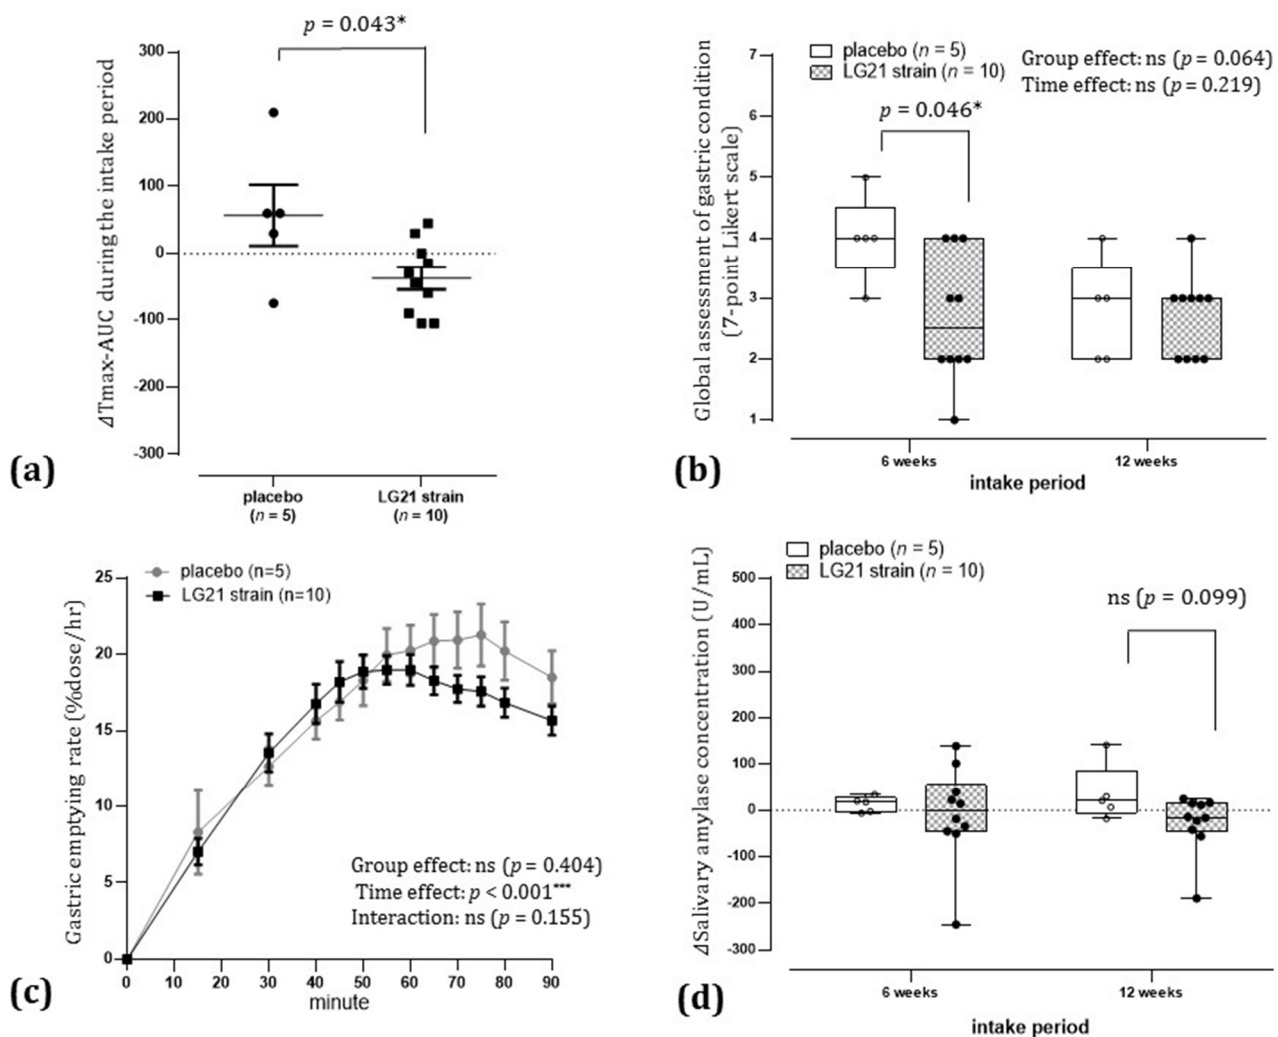 p = 0.043*
ΔTmax-AUC during the intake period
300
200
100
0
-100
-200
-300
placebo
(n = 5)
LG21 strain
(n = 10)
(a)
placebo (n = 5)
LG21 strain (n = 10)
Group effect: ns (p = 0.064)
Time effect: ns (p = 0.219)
p = 0.046*
Global assessment of gastric condition
(7-point Likert scale)
7
6
5
4
3
2
1
6 weeks
12 weeks
intake period
(b)
placebo (n=5)
LG21 strain (n=10)
Gastric emptying rate (%dose/hr)
25
20
15
10
5
0
Group effect: ns (p = 0.404)
Time effect: p < 0.001***
Interaction: ns (p = 0.155)
0 10 20 30 40 50 60 70 80 90
minute
(c)
placebo (n = 5)
LG21 strain (n = 10)
ns (p = 0.099)
ΔSalivary amylase concentration (U/mL)
500
400
300
200
100
0
-100
-200
-300
6 weeks
12 weeks
intake period
(d)